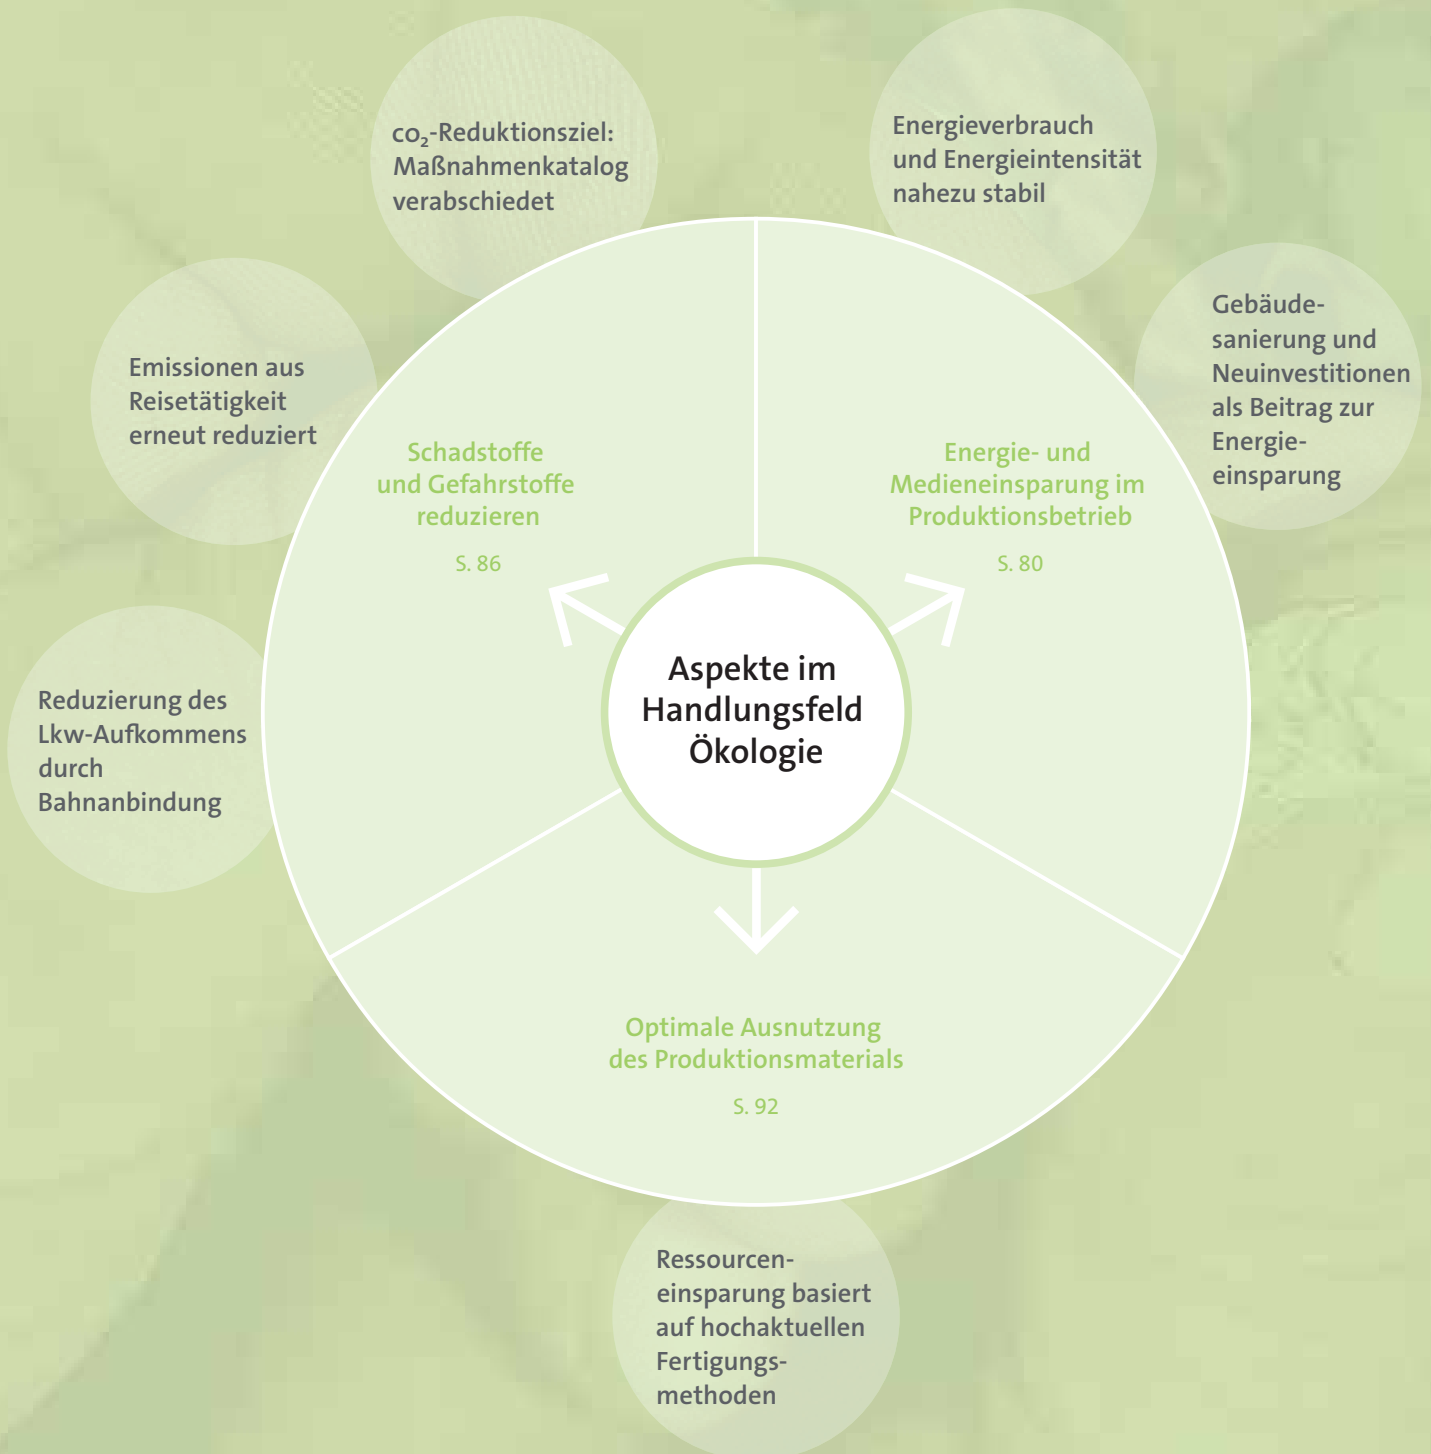 co₂-Reduktionsziel:
Maßnahmenkatalog
verabschiedet
Energieverbrauch
und Energieintensität
nahezu stabil
Gebäude-
sanierung und
Neuinvestitionen
als Beitrag zur
Energie-
einsparung
Emissionen aus
Reisetätigkeit
erneut reduziert
Schadstoffe
und Gefahrstoffe
reduzieren
S. 86
Energie- und
Medieneinsparung im
Produktionsbetrieb
S. 80
Aspekte im
Handlungsfeld
Ökologie
Reduzierung des
Lkw-Aufkommens
durch
Bahnanbindung
Optimale Ausnutzung
des Produktionsmaterials
S. 92
Ressourcen-
einsparung basiert
auf hochaktuellen
Fertigungs-
methoden